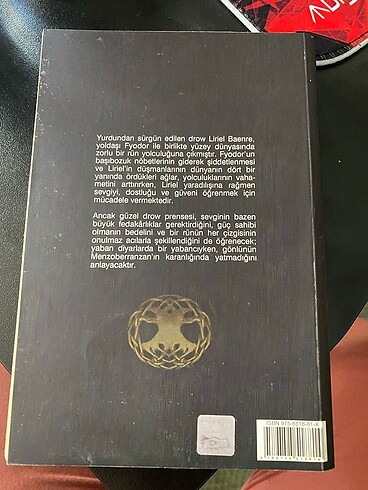 Yurdundan sürgün edilen drow Liriel Baenre,
yoldaşı Fyodor ile birlikte yüzey dünyasında
zorlu bir rün yolculuğuna çıkmıştır. Fyodor'un
başıbozuk nöbetlerinin giderek şiddetlenmesi
ve Liriel'in düşmanlarının dünyanın dört bir
yanında ördükleri ağlar, yolculuklarının vaha-
metini arttırırken, Liriel yaradılışına rağmen
sevgiyi, dostluğu ve güveni öğrenmek için
mücadele vermektedir.
Ancak güzel drow prensesi, sevginin bazen
büyük fedakârlıklar gerektirdiğini, güç sahibi
olmanın bedelini ve bir rünün her çizgisinin
onulmaz acılarla şekillendiğini de öğrenecek;
yaban diyarlarda bir yabancıyken, gönlünün
Menzoberranzan'ın karanlığında yatmadığını
anlayacaktır.
ISBN 975-8518-81-X